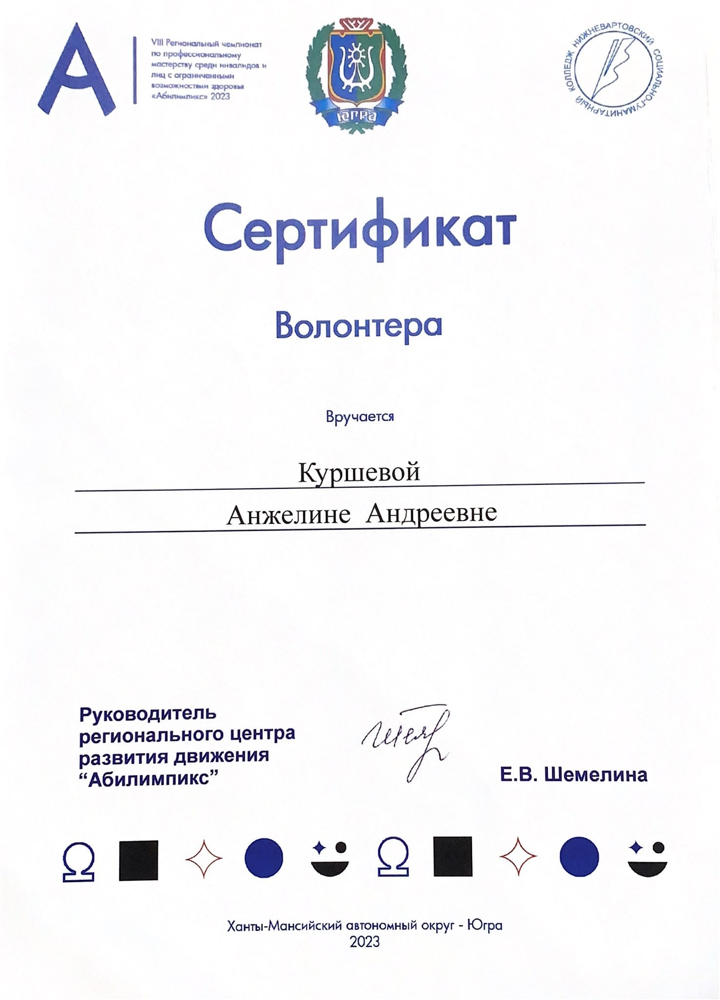 VIII Региональный чемпионат
по профессиональному
мастерству среди инвалидов и
лиц с ограниченными
возможностями здоровья
«Абилимпикс» 2023
ЮГРА
НИЖНЕВАРТОВСКИЙ СОЦИАЛЬНО-ГУМАНИТАРНЫЙ КОЛЛЕДЖ
Сертификат
Волонтера
Вручается
Куршевой
Анжелине Андреевне
Руководитель
регионального центра
развития движения
“Абилимпикс”
Е.В. Шемелина
Ханты-Мансийский автономный округ - Югра
2023